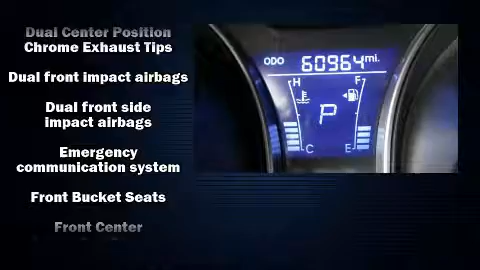 Dual Center Position
Chrome Exhaust Tips
Dual front impact airbags
Dual front side
impact airbags
Emergency
communication system
Front Bucket Seats
Front Center
ODO 60964 mi.
H F
P
C E